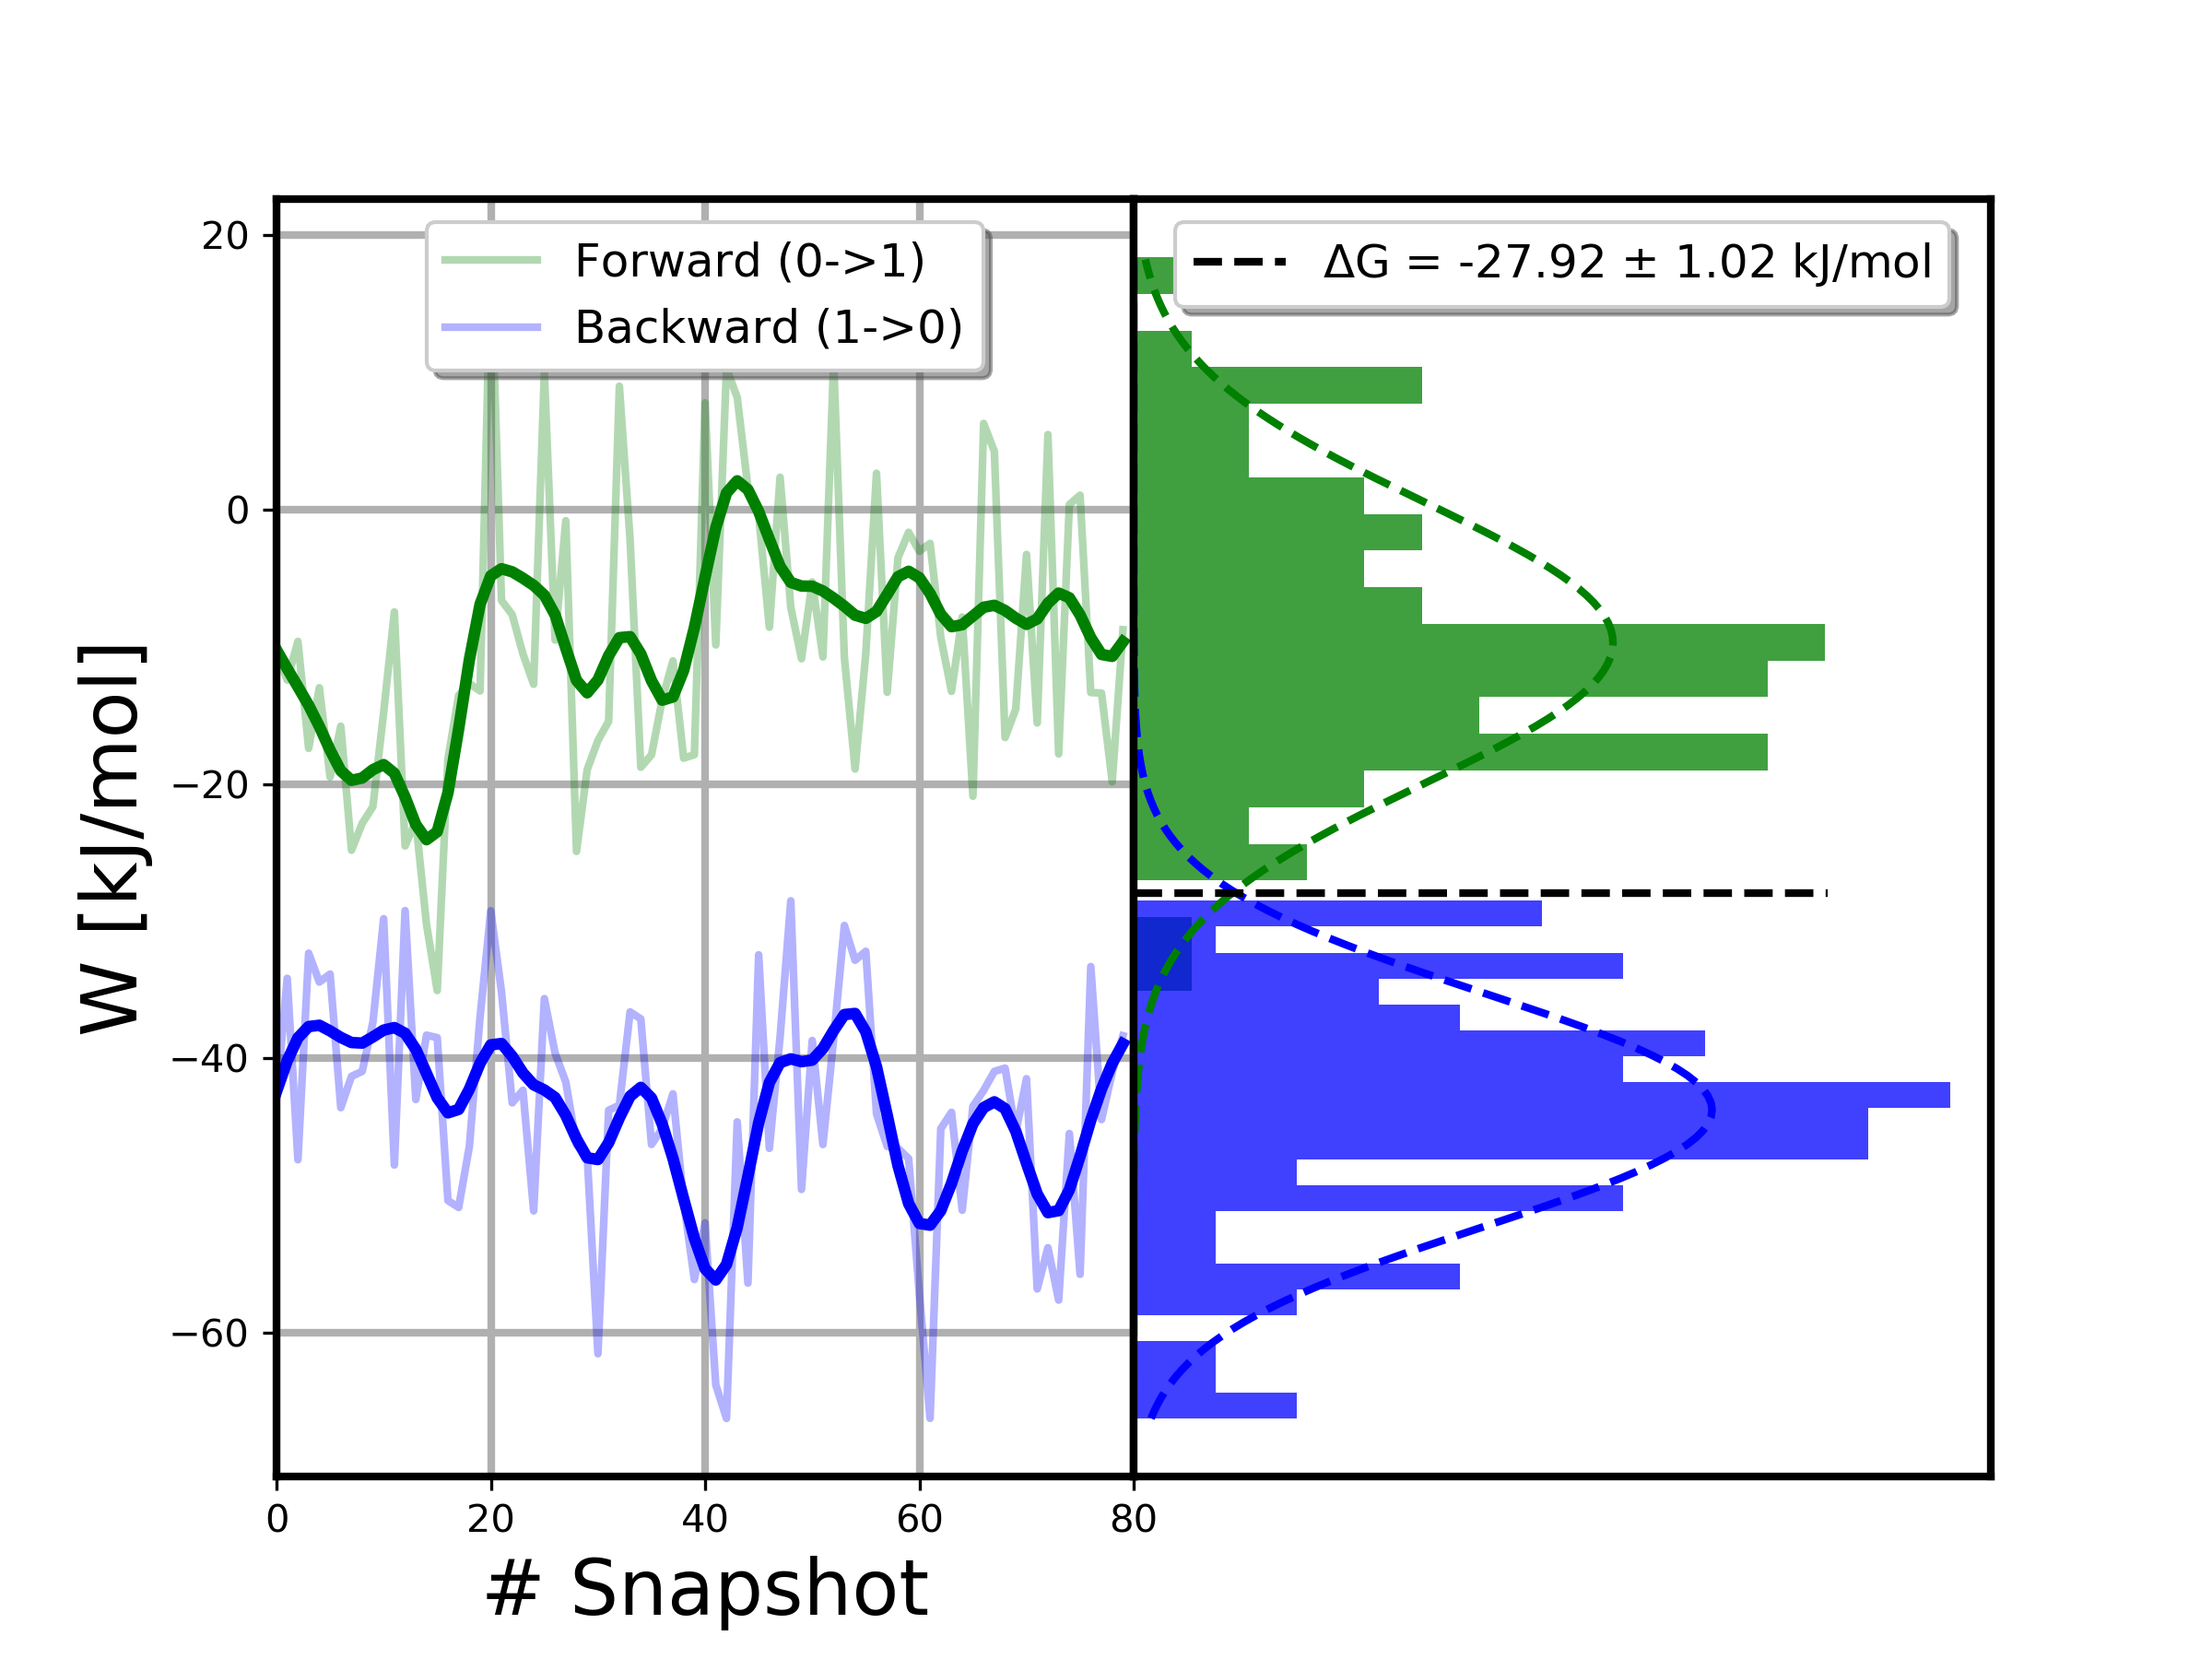 20
0
−20
−40
−60
W [kJ/mol]
Forward (0->1)
Backward (1->0)
ΔG = -27.92 ± 1.02 kJ/mol
0
20
40
60
80
# Snapshot